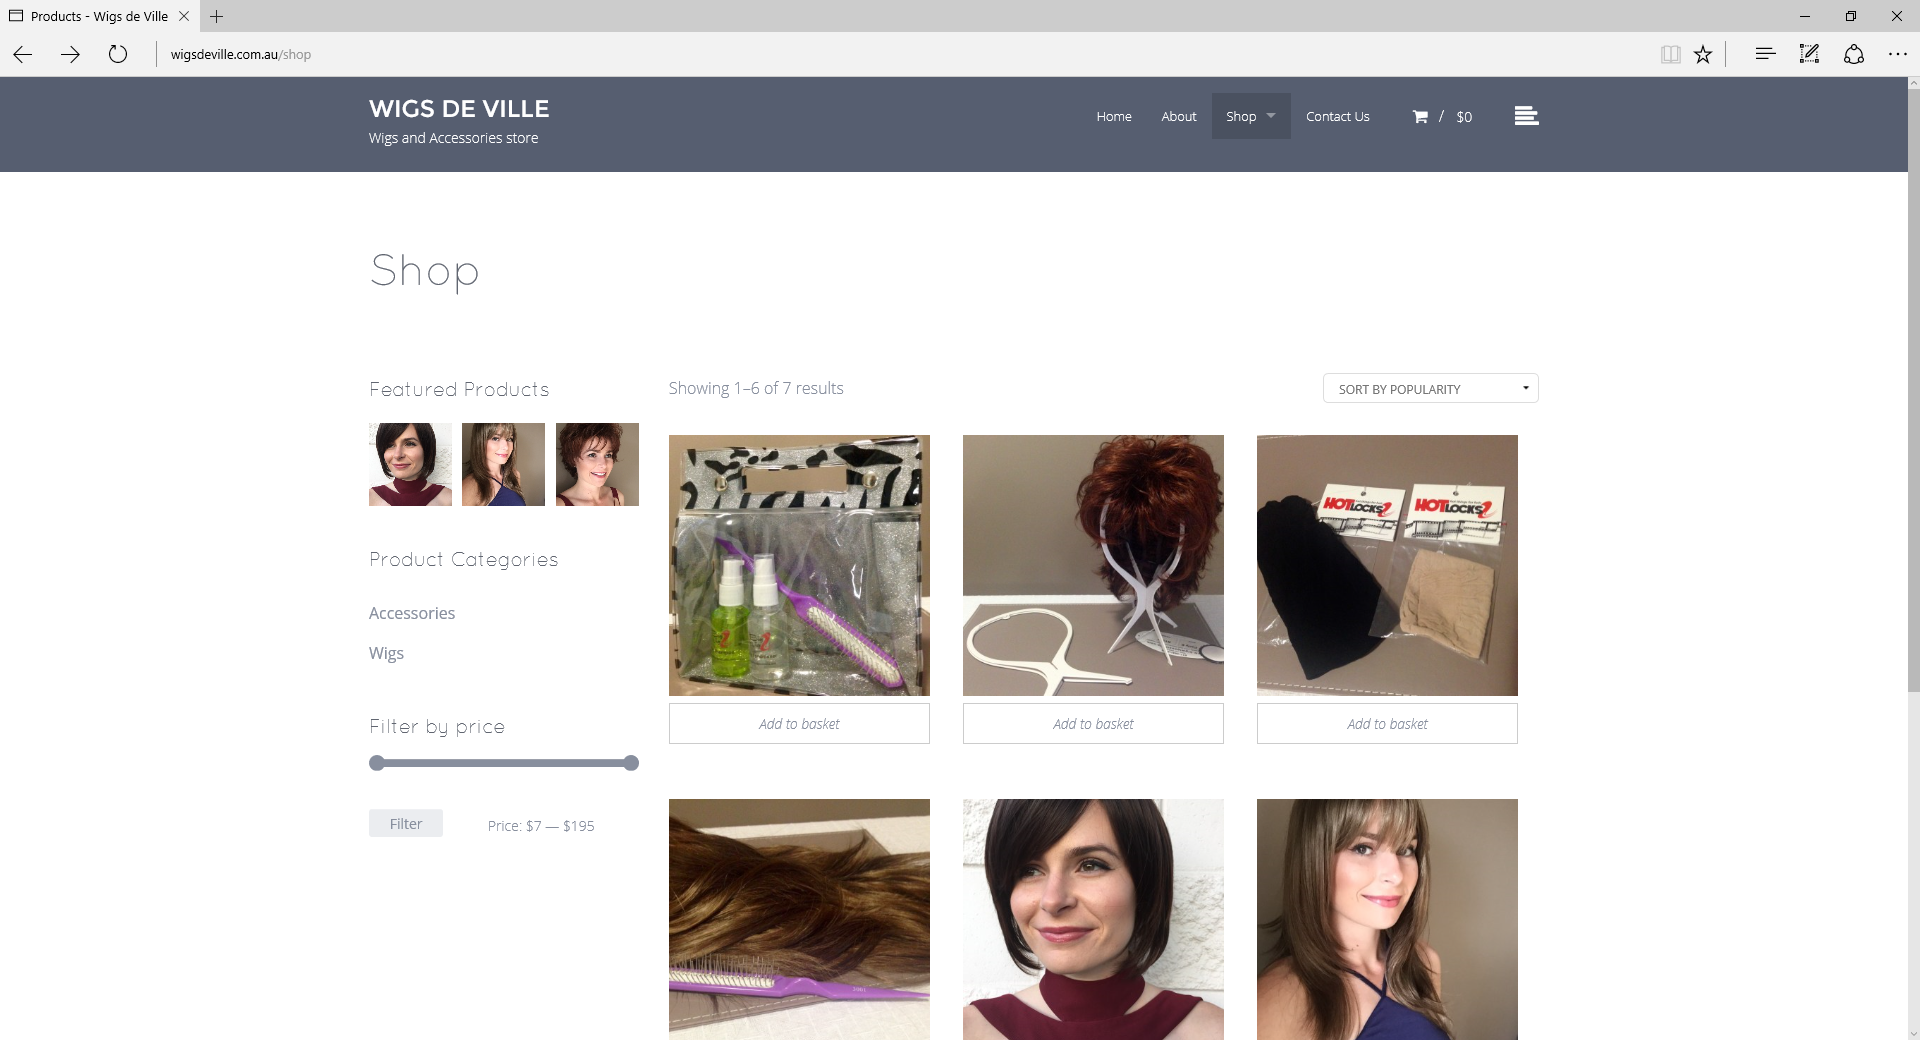 Products - Wigs de Ville
wigsdeville.com.au/shop
WIGS DE VILLE
Wigs and Accessories store
Home
About
Shop
Contact Us
/ $0
Shop
Featured Products
Product Categories
Accessories
Wigs
Filter by price
Filter
Price: $7 — $195
Showing 1–6 of 7 results
SORT BY POPULARITY
HOTLOCKS
HOTLOCKS
Add to basket
Add to basket
Add to basket